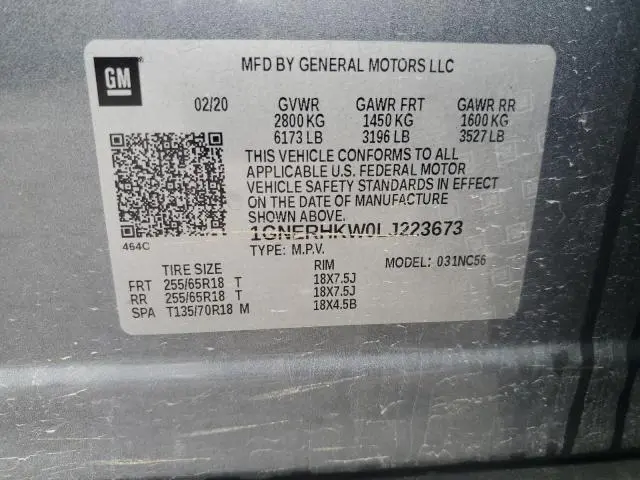 GM
MFD BY GENERAL MOTORS LLC
02/20 GVWR GAWR FRT GAWR RR
2800 KG 1450 KG 1600 KG
6173 LB 3196 LB 3527 LB
THIS VEHICLE CONFORMS TO ALL
APPLICABLE U.S. FEDERAL MOTOR
VEHICLE SAFETY STANDARDS IN EFFECT
ON THE DATE OF MANUFACTURE
SHOWN ABOVE.
1GNERHKW0LJ223673
464C
TYPE: M.P.V. MODEL: 031NC56
TIRE SIZE RIM
FRT 255/65R18 T 18X7.5J
RR 255/65R18 T 18X7.5J
SPA T135/70R18 M 18X4.5B